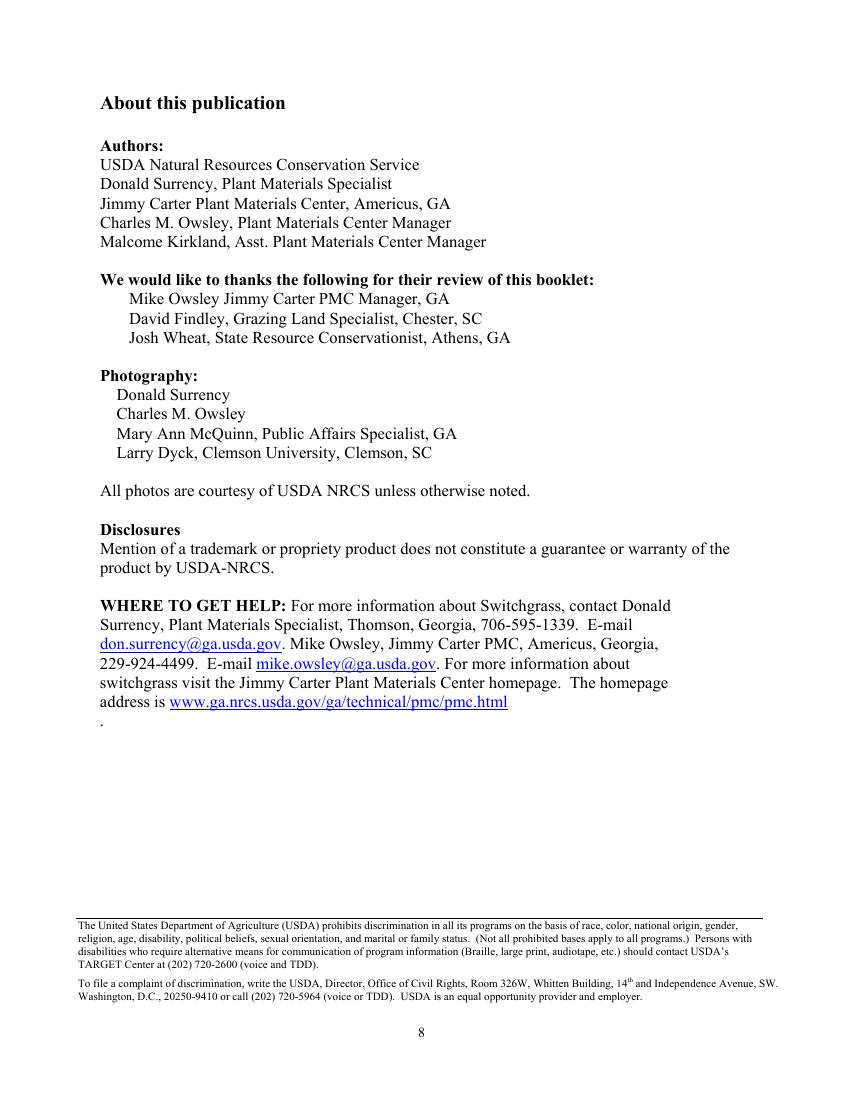 About this publication
Authors:
USDA Natural Resources Conservation Service
Donald Surrency, Plant Materials Specialist
Jimmy Carter Plant Materials Center, Americus, GA
Charles M. Owsley, Plant Materials Center Manager
Malcome Kirkland, Asst. Plant Materials Center Manager
We would like to thanks the following for their review of this booklet:
Mike Owsley Jimmy Carter PMC Manager, GA
David Findley, Grazing Land Specialist, Chester, SC
Josh Wheat, State Resource Conservationist, Athens, GA
Photography:
Donald Surrency
Charles M. Owsley
Mary Ann McQuinn, Public Affairs Specialist, GA
Larry Dyck, Clemson University, Clemson, SC
All photos are courtesy of USDA NRCS unless otherwise noted.
Disclosures
Mention of a trademark or propriety product does not constitute a guarantee or warranty of the
product by USDA-NRCS.
WHERE TO GET HELP: For more information about Switchgrass, contact Donald
Surrency, Plant Materials Specialist, Thomson, Georgia, 706-595-1339.  E-mail
don.surrency@ga.usda.gov. Mike Owsley, Jimmy Carter PMC, Americus, Georgia,
229-924-4499.  E-mail mike.owsley@ga.usda.gov. For more information about
switchgrass visit the Jimmy Carter Plant Materials Center homepage.  The homepage
address is www.ga.nrcs.usda.gov/ga/technical/pmc/pmc.html
.
The United States Department of Agriculture (USDA) prohibits discrimination in all its programs on the basis of race, color, national origin, gender,
religion, age, disability, political beliefs, sexual orientation, and marital or family status.  (Not all prohibited bases apply to all programs.)  Persons with
disabilities who require alternative means for communication of program information (Braille, large print, audiotape, etc.) should contact USDA's
TARGET Center at (202) 720-2600 (voice and TDD).
To file a complaint of discrimination, write the USDA, Director, Office of Civil Rights, Room 326W, Whitten Building, 14th and Independence Avenue, SW.
Washington, D.C., 20250-9410 or call (202) 720-5964 (voice or TDD).  USDA is an equal opportunity provider and employer.
8